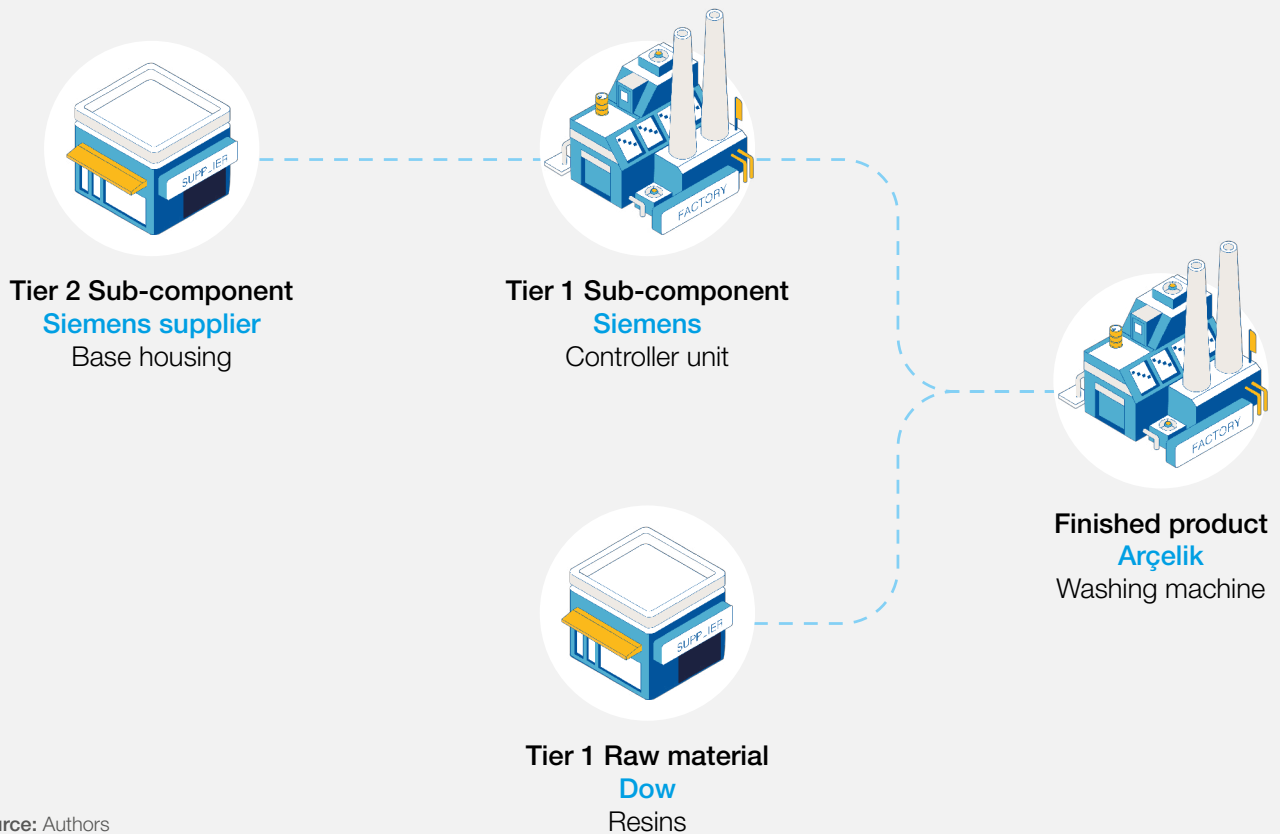 SUPPLIER
FACTORY
Tier 2 Sub-component
Siemens supplier
Base housing
Tier 1 Sub-component
Siemens
Controller unit
FACTORY
Finished product
Arçelik
Washing machine
SUPPLIER
Tier 1 Raw material
Dow
Resins
urce: Authors